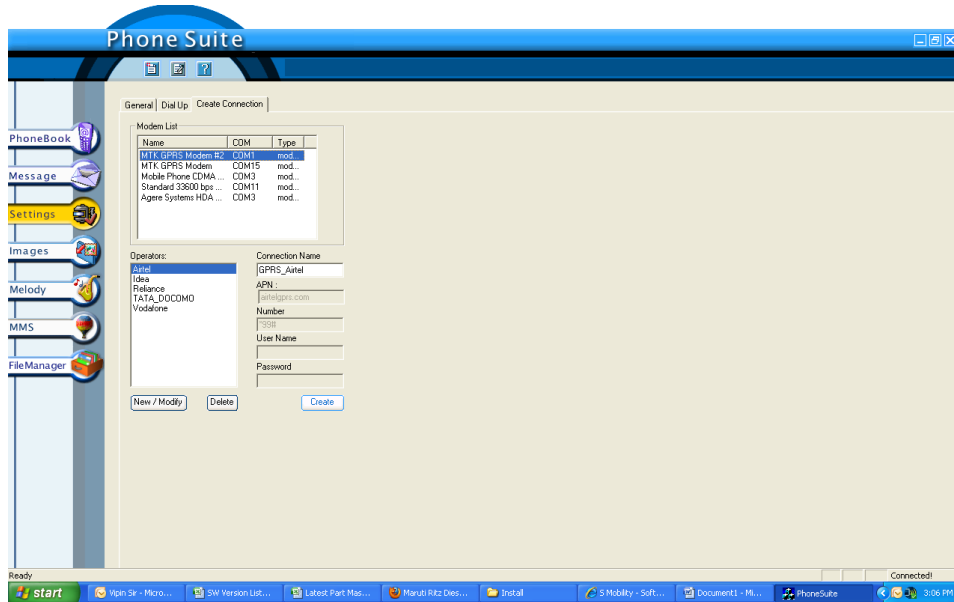 Phone Suite
General Dial Up Create Connection
PhoneBook
Message
Settings
Images
Melody
MMS
FileManager
Modem List
Name COM Type
MTK GPRS Modem #2 COM1 mod...
MTK GPRS Modem COM15 mod...
Mobile Phone CDMA ... COM3 mod...
Standard 33600 bps ... COM11 mod...
Agere Systems HDA ... COM3 mod...
Operators:
Airtel
Idea
Reliance
TATA_DOCOMO
Vodafone
Connection Name
GPRS_Airtel
APN :
airtelgprs.com
Number
*99#
User Name
Password
New / Modify Delete Create
Ready Connected!
start Vipin Sir - Micro... SW Version List... Latest Part Mas... Maruti Ritz Dies... Install S Mobility - Soft... Document1 - Mi... PhoneSuite 3:06 PM